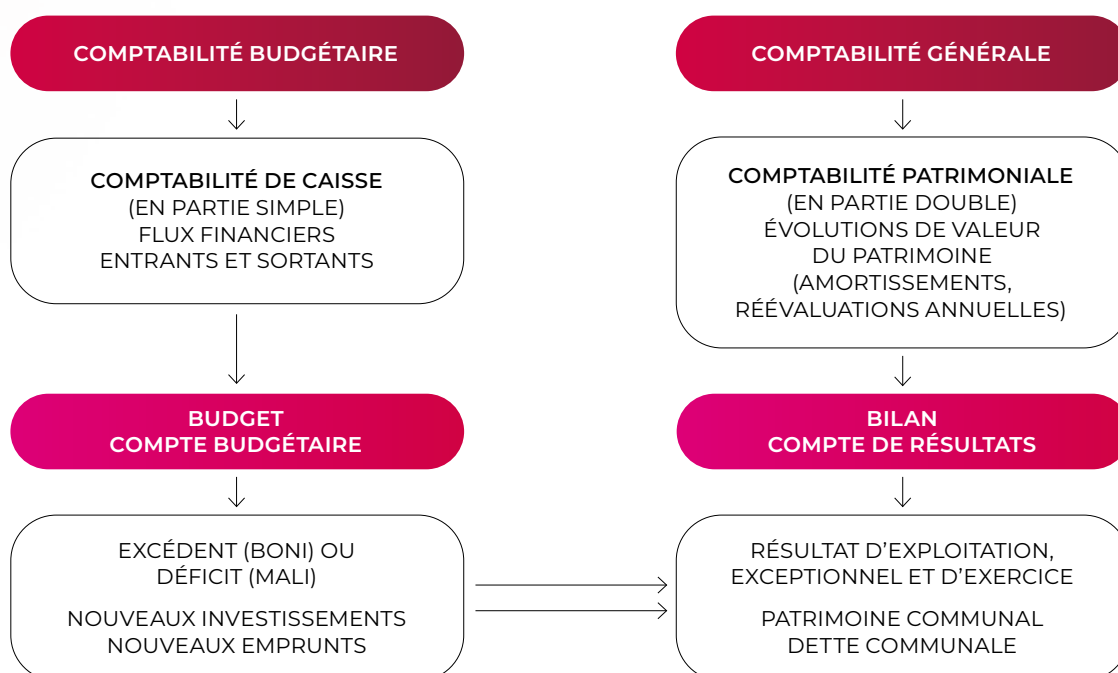 COMPTABILITÉ BUDGÉTAIRE
COMPTABILITÉ DE CAISSE
(EN PARTIE SIMPLE)
FLUX FINANCIERS
ENTRANTS ET SORTANTS
BUDGET
COMPTE BUDGÉTAIRE
EXCÉDENT (BONI) OU
DÉFICIT (MALI)
NOUVEAUX INVESTISSEMENTS
NOUVEAUX EMPRUNTS
COMPTABILITÉ GÉNÉRALE
COMPTABILITÉ PATRIMONIALE
(EN PARTIE DOUBLE)
ÉVOLUTIONS DE VALEUR
DU PATRIMOINE
(AMORTISSEMENTS,
RÉÉVALUATIONS ANNUELLES)
BILAN
COMPTE DE RÉSULTATS
RÉSULTAT D’EXPLOITATION,
EXCEPTIONNEL ET D’EXERCICE
PATRIMOINE COMMUNAL
DETTE COMMUNALE